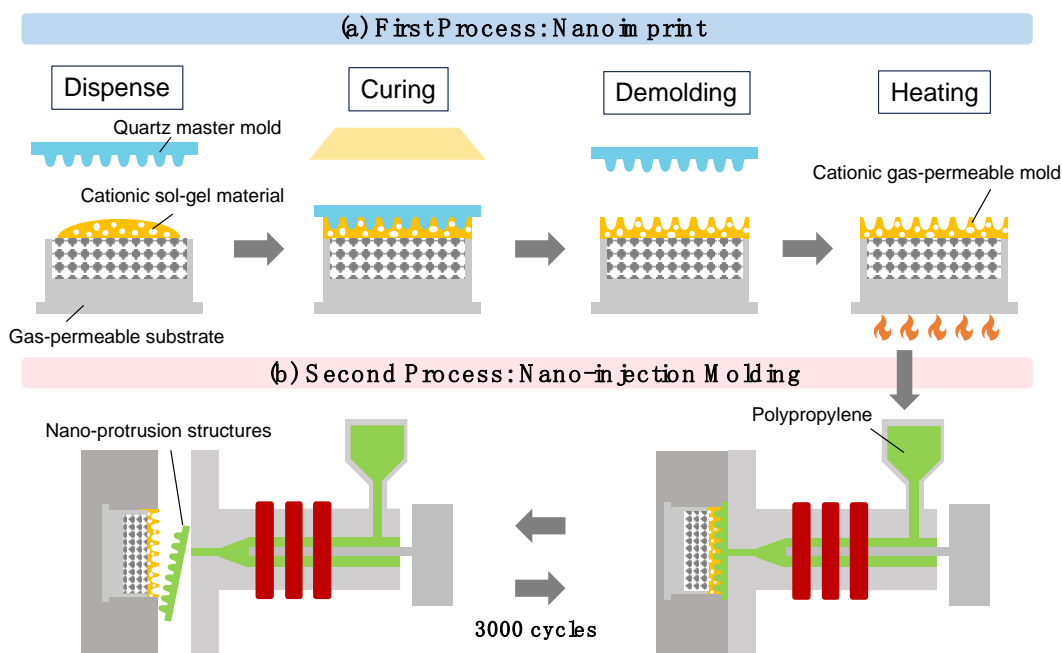 (a) First Process: Nanoimprint
Dispense
Curing
Demolding
Heating
Quartz master mold
Cationic sol-gel material
Cationic gas-permeable mold
Gas-permeable substrate
(b) Second Process: Nano-injection Molding
Nano-protrusion structures
Polypropylene
3000 cycles